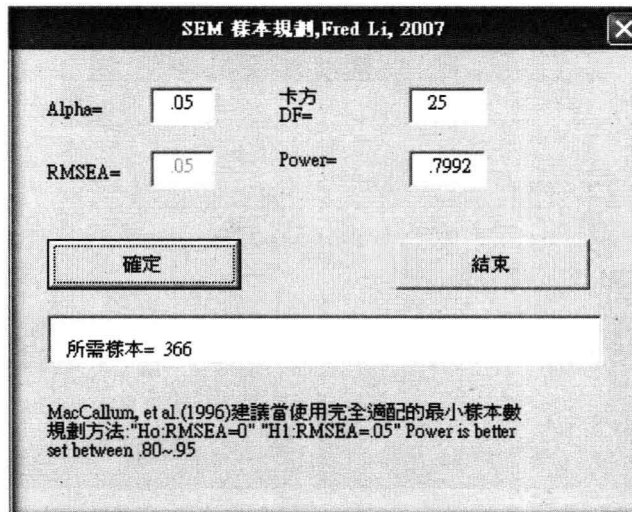 SEM 樣本規劃,Fred Li, 2007
Alpha= .05 卡方 DF= 25
RMSEA= .05 Power= .7992
確定 結束
所需樣本= 366
MacCallum, et al.(1996)建議當使用完全適配的最小樣本數
規劃方法:"Ho:RMSEA=0" "H1:RMSEA=.05" Power is better
set between .80~.95